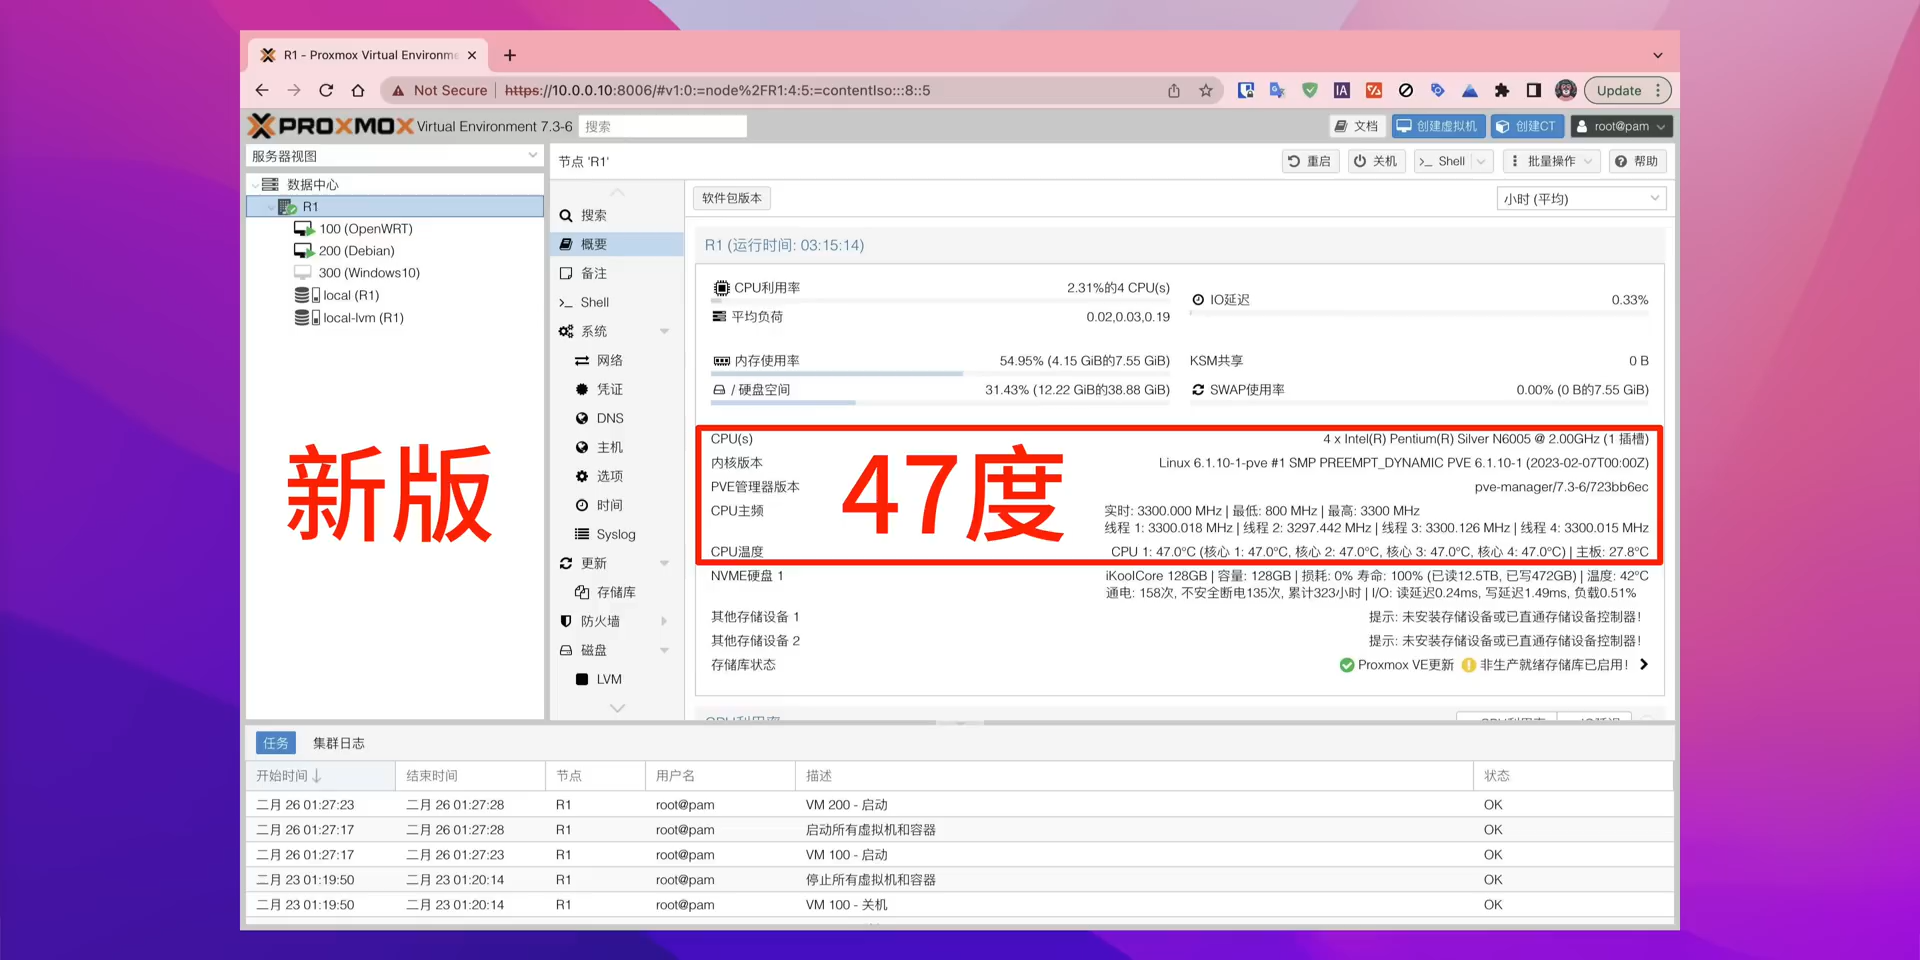 R1 - Proxmox Virtual Environme
Not Secure
https://10.0.0.10:8006/#v1:0:=node%2FR1:4:5:=contentIso:::8::5
IA
Update
PROXMOX Virtual Environment 7.3-6
搜索
文档
创建虚拟机
创建CT
root@pam
服务器视图
数据中心
R1
100 (OpenWRT)
200 (Debian)
300 (Windows10)
local (R1)
local-lvm (R1)
新版
节点 'R1'
重启
关机
Shell
批量操作
帮助
搜索
概要
备注
Shell
系统
网络
凭证
DNS
主机
选项
时间
Syslog
更新
存储库
防火墙
磁盘
LVM
软件包版本
小时 (平均)
R1 (运行时间: 03:15:14)
CPU利用率 2.31%的4 CPU(s)
IO延迟 0.33%
平均负荷 0.02,0.03,0.19
内存使用率 54.95% (4.15 GiB的7.55 GiB)
KSM共享 0 B
/ 硬盘空间 31.43% (12.22 GiB的38.88 GiB)
SWAP使用率 0.00% (0 B的7.55 GiB)
47度
CPU(s) 4 x Intel(R) Pentium(R) Silver N6005 @ 2.00GHz (1 插槽)
内核版本 Linux 6.1.10-1-pve #1 SMP PREEMPT_DYNAMIC PVE 6.1.10-1 (2023-02-07T00:00Z)
PVE管理器版本 pve-manager/7.3-6/723bb6ec
CPU主频 实时: 3300.000 MHz | 最低: 800 MHz | 最高: 3300 MHz
线程 1: 3300.018 MHz | 线程 2: 3297.442 MHz | 线程 3: 3300.126 MHz | 线程 4: 3300.015 MHz
CPU温度 CPU 1: 47.0°C (核心 1: 47.0°C, 核心 2: 47.0°C, 核心 3: 47.0°C, 核心 4: 47.0°C) | 主板: 27.8°C
NVME硬盘 1 iKoolCore 128GB | 容量: 128GB | 损耗: 0% 寿命: 100% (已读12.5TB, 已写472GB) | 温度: 42°C
通电: 158次, 不安全断电135次, 累计323小时 | I/O: 读延迟0.24ms, 写延迟1.49ms, 负载0.51%
其他存储设备 1 提示: 未安装存储设备或已直通存储设备控制器!
其他存储设备 2 提示: 未安装存储设备或已直通存储设备控制器!
存储库状态 Proxmox VE更新 非生产就绪存储库已启用!
CPU利用率
CPU利用率
IO延迟
任务
集群日志
开始时间 结束时间 节点 用户名 描述 状态
二月 26 01:27:23 二月 26 01:27:28 R1 root@pam VM 200 - 启动 OK
二月 26 01:27:17 二月 26 01:27:28 R1 root@pam 启动所有虚拟机和容器 OK
二月 26 01:27:17 二月 26 01:27:23 R1 root@pam VM 100 - 启动 OK
二月 23 01:19:50 二月 23 01:20:14 R1 root@pam 停止所有虚拟机和容器 OK
二月 23 01:19:50 二月 23 01:20:14 R1 root@pam VM 100 - 关机 OK